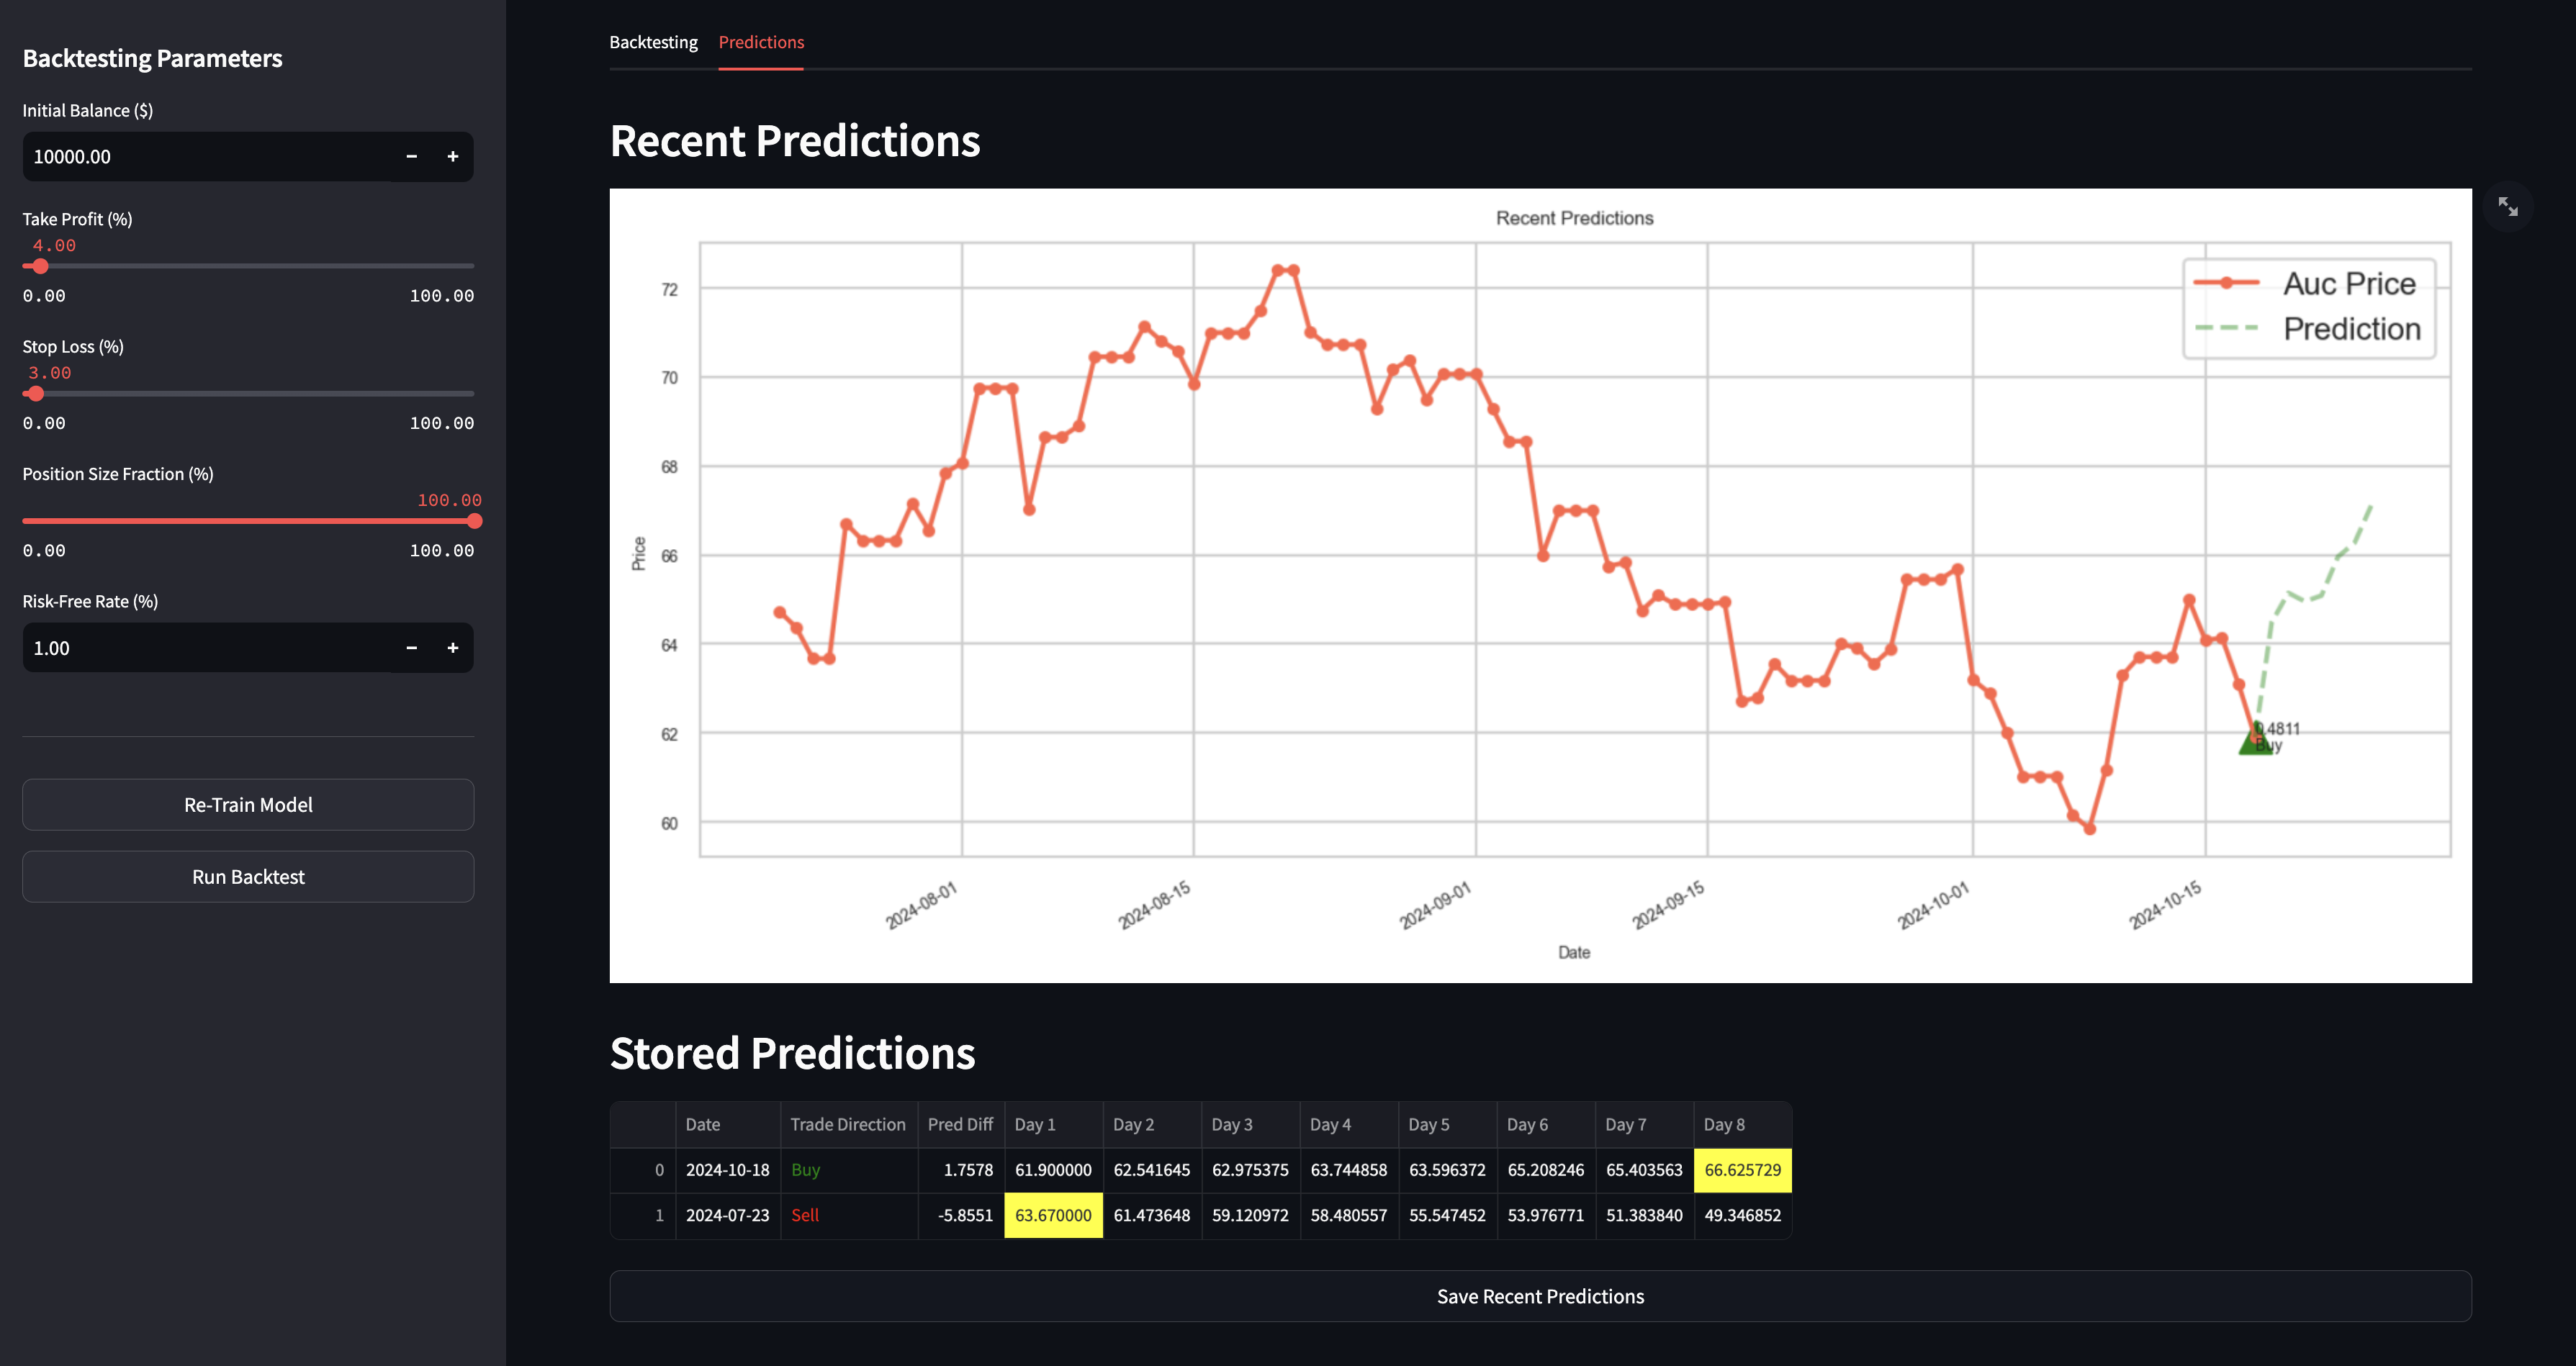 Backtesting Parameters
Initial Balance ($)
10000.00
Take Profit (%)
4.00
0.00 100.00
Stop Loss (%)
3.00
0.00 100.00
Position Size Fraction (%)
100.00
0.00 100.00
Risk-Free Rate (%)
1.00
Re-Train Model
Run Backtest
Backtesting Predictions
Recent Predictions
Recent Predictions
Auc Price
Prediction
72
70
68
66
64
62
60
Price
0.4811
Buy
2024-08-01 2024-08-15 2024-09-01 2024-09-15 2024-10-01 2024-10-15
Date
Stored Predictions
Date Trade Direction Pred Diff Day 1 Day 2 Day 3 Day 4 Day 5 Day 6 Day 7 Day 8
0 2024-10-18 Buy 1.7578 61.900000 62.541645 62.975375 63.744858 63.596372 65.208246 65.403563 66.625729
1 2024-07-23 Sell -5.8551 63.670000 61.473648 59.120972 58.480557 55.547452 53.976771 51.383840 49.346852
Save Recent Predictions